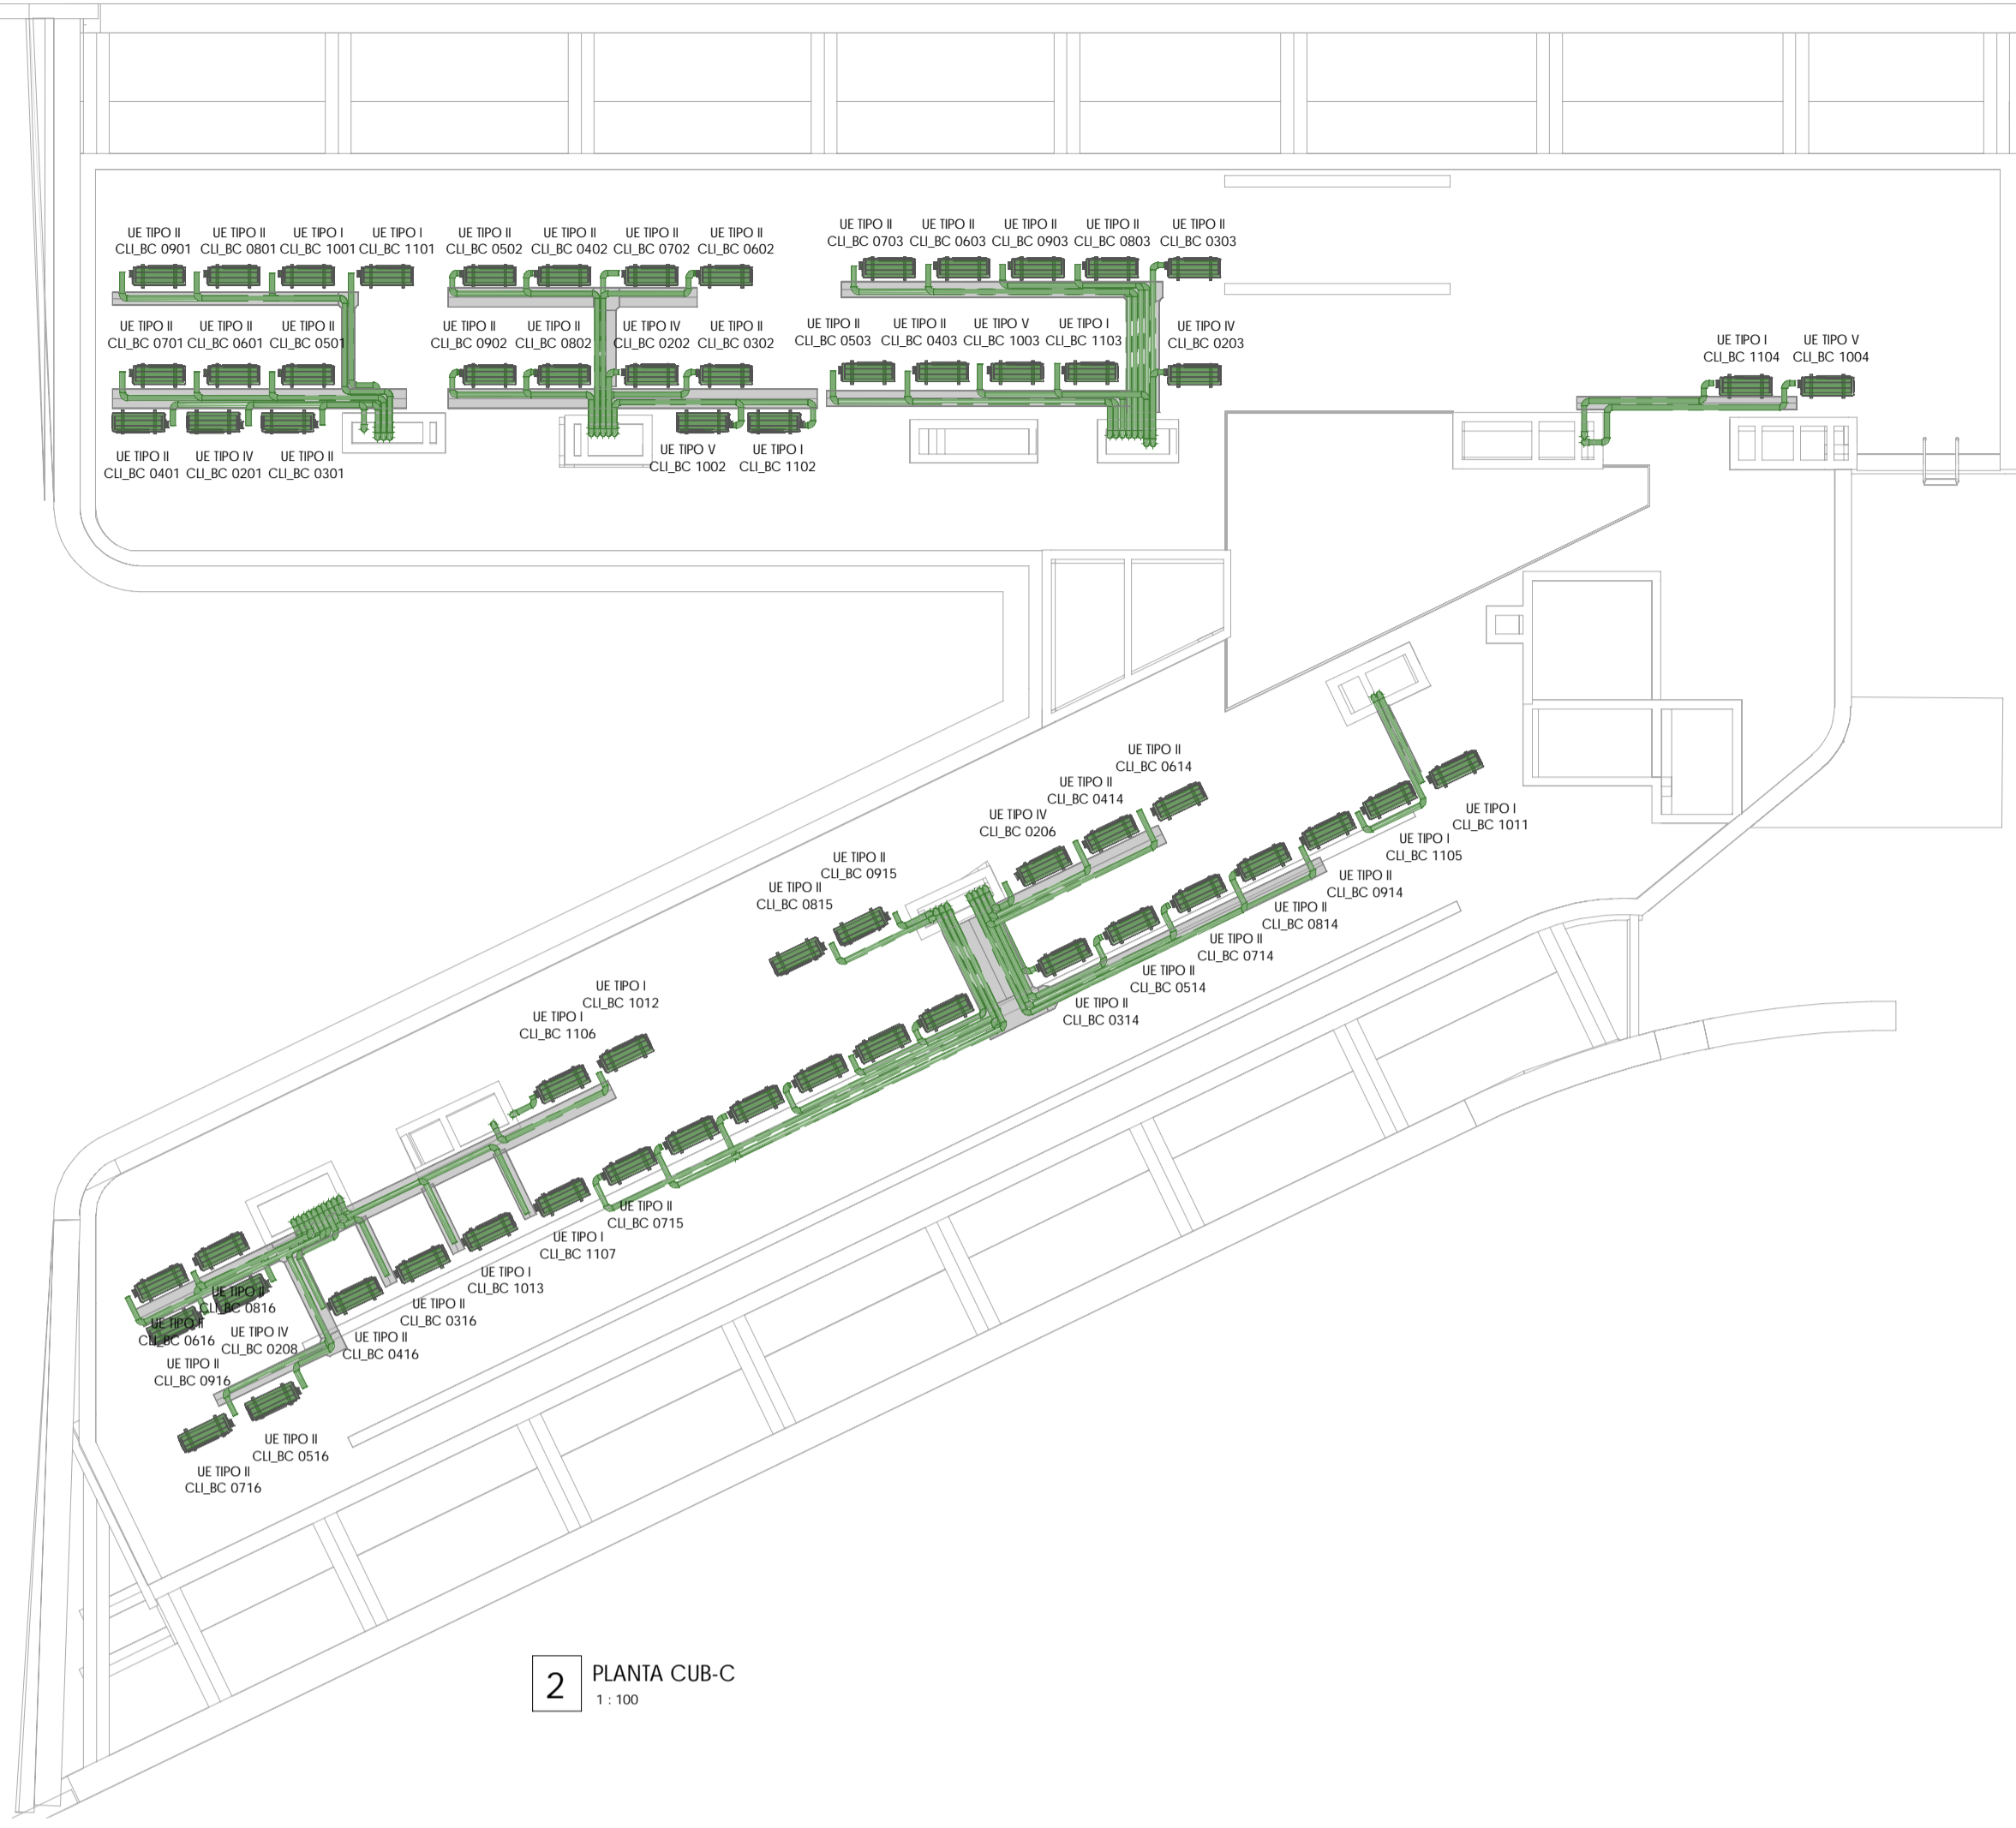 UE TIPO II
CLI_BC 0901
UE TIPO II
CLI_BC 0801
UE TIPO I
CLI_BC 1001
UE TIPO I
CLI_BC 1101
UE TIPO II
CLI_BC 0502
UE TIPO II
CLI_BC 0402
UE TIPO II
CLI_BC 0702
UE TIPO II
CLI_BC 0602
UE TIPO II
CLI_BC 0703
UE TIPO II
CLI_BC 0603
UE TIPO II
CLI_BC 0903
UE TIPO II
CLI_BC 0803
UE TIPO II
CLI_BC 0303
UE TIPO II
CLI_BC 0701
UE TIPO II
CLI_BC 0601
UE TIPO II
CLI_BC 0501
UE TIPO II
CLI_BC 0902
UE TIPO II
CLI_BC 0802
UE TIPO IV
CLI_BC 0202
UE TIPO II
CLI_BC 0302
UE TIPO II
CLI_BC 0503
UE TIPO II
CLI_BC 0403
UE TIPO V
CLI_BC 1003
UE TIPO I
CLI_BC 1103
UE TIPO IV
CLI_BC 0203
UE TIPO I
CLI_BC 1104
UE TIPO V
CLI_BC 1004
UE TIPO II
CLI_BC 0401
UE TIPO IV
CLI_BC 0201
UE TIPO II
CLI_BC 0301
UE TIPO V
CLI_BC 1002
UE TIPO I
CLI_BC 1102
UE TIPO II
CLI_BC 0614
UE TIPO II
CLI_BC 0414
UE TIPO IV
CLI_BC 0206
UE TIPO I
CLI_BC 1011
UE TIPO I
CLI_BC 1105
UE TIPO II
CLI_BC 0915
UE TIPO II
CLI_BC 0815
UE TIPO II
CLI_BC 0914
UE TIPO II
CLI_BC 0814
UE TIPO II
CLI_BC 0714
UE TIPO II
CLI_BC 0514
UE TIPO II
CLI_BC 0314
UE TIPO I
CLI_BC 1012
UE TIPO I
CLI_BC 1106
UE TIPO II
CLI_BC 0715
UE TIPO I
CLI_BC 1107
UE TIPO I
CLI_BC 1013
UE TIPO II
CLI_BC 0316
UE TIPO II
CLI_BC 0416
UE TIPO II
CLI_BC 0816
UE TIPO II
CLI_BC 0616
UE TIPO IV
CLI_BC 0208
UE TIPO II
CLI_BC 0916
UE TIPO II
CLI_BC 0516
UE TIPO II
CLI_BC 0716
2
PLANTA CUB-C
1 : 100